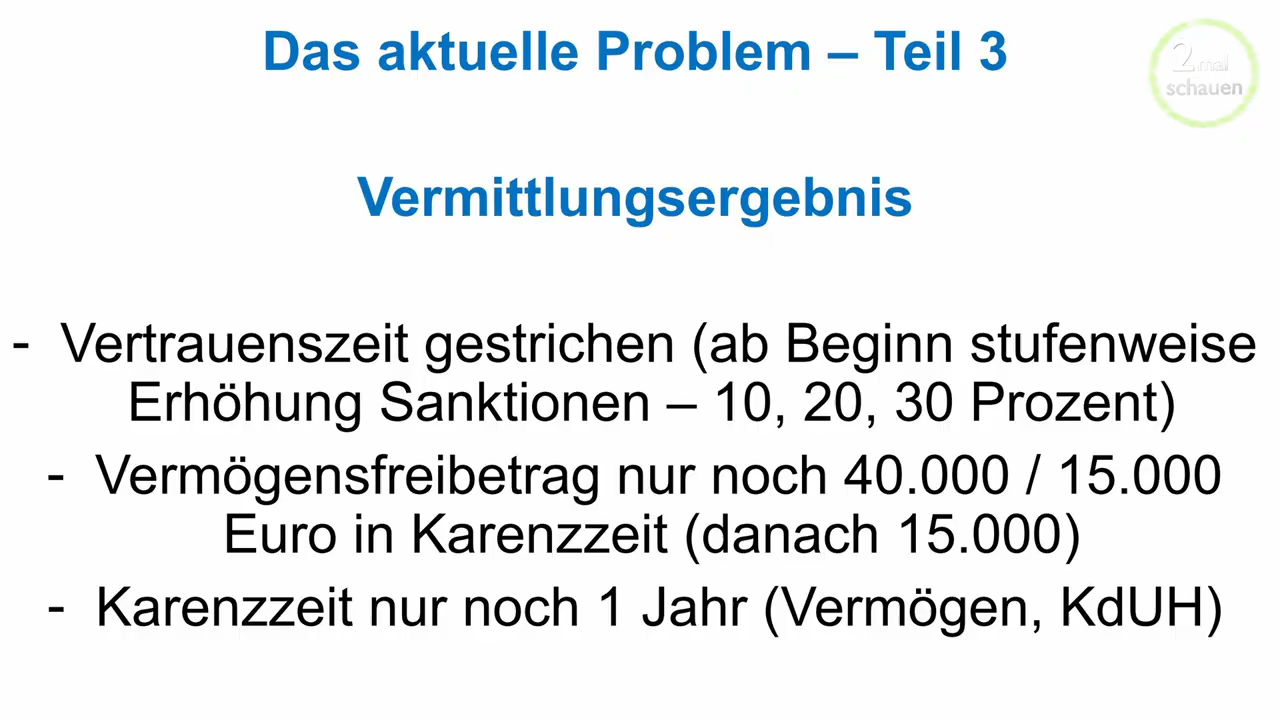 Das aktuelle Problem – Teil 3
2 mal
schauen
Vermittlungsergebnis
- Vertrauenszeit gestrichen (ab Beginn stufenweise
Erhöhung Sanktionen – 10, 20, 30 Prozent)
- Vermögensfreibetrag nur noch 40.000 / 15.000
Euro in Karenzzeit (danach 15.000)
- Karenzzeit nur noch 1 Jahr (Vermögen, KdUH)